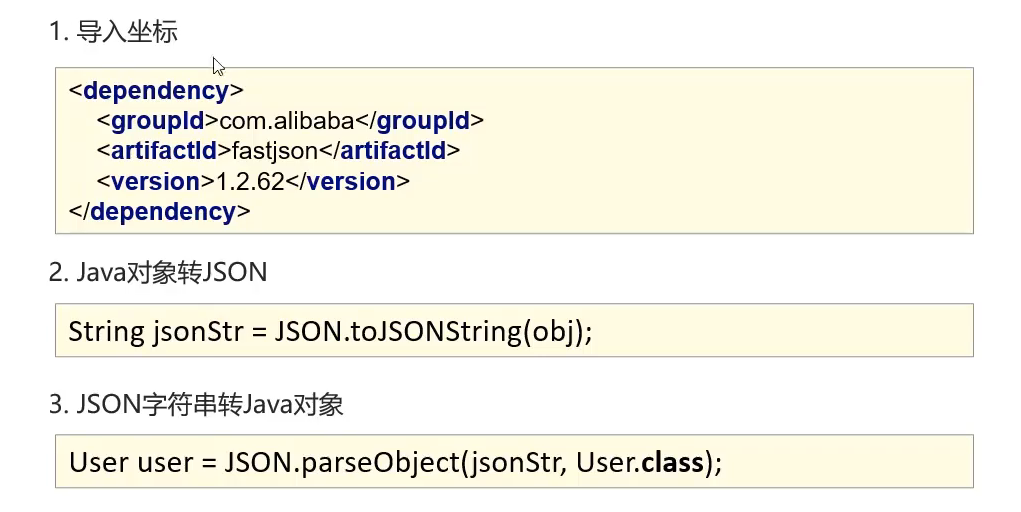 1. 导入坐标
<dependency>
    <groupId>com.alibaba</groupId>
    <artifactId>fastjson</artifactId>
    <version>1.2.62</version>
</dependency>
2. Java对象转JSON
String jsonStr = JSON.toJSONString(obj);
3. JSON字符串转Java对象
User user = JSON.parseObject(jsonStr, User.class);